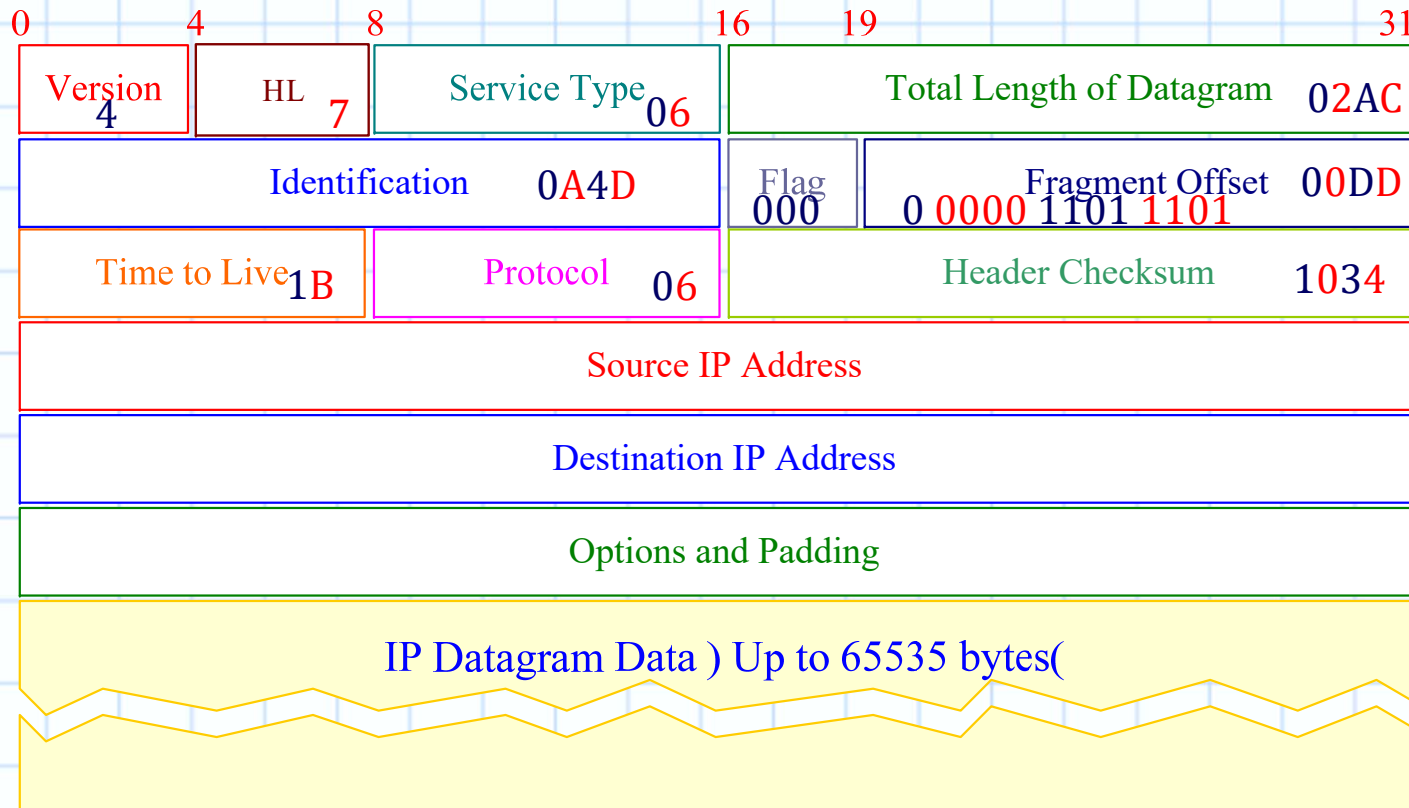 0 4 8 16 19 31
Version HL Service Type Total Length of Datagram 02AC
4 7 06
Identification 0A4D Flag Fragment Offset 00DD
000 0 0000 1101 1101
Time to Live 1B Protocol 06 Header Checksum 1034
Source IP Address
Destination IP Address
Options and Padding
IP Datagram Data ) Up to 65535 bytes(